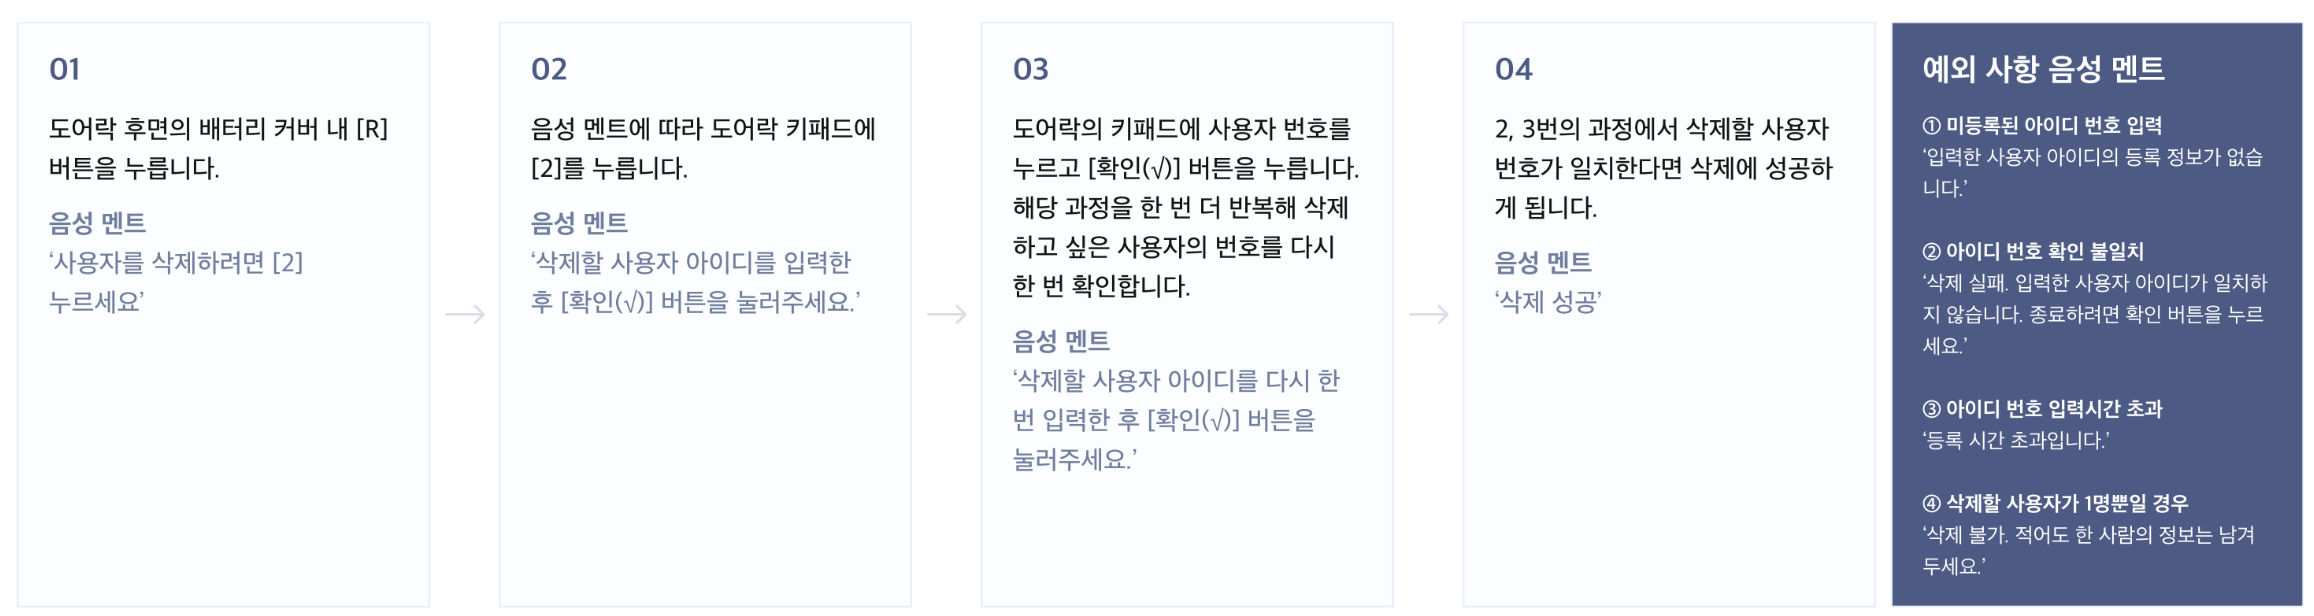 01
도어락 후면의 배터리 커버 내 [R]
버튼을 누릅니다.
음성 멘트
‘사용자를 삭제하려면 [2]
누르세요’
02
음성 멘트에 따라 도어락 키패드에
[2]를 누릅니다.
음성 멘트
‘삭제할 사용자 아이디를 입력한
후 [확인(√)] 버튼을 눌러주세요.’
03
도어락의 키패드에 사용자 번호를
누르고 [확인(√)] 버튼을 누릅니다.
해당 과정을 한 번 더 반복해 삭제
하고 싶은 사용자의 번호를 다시
한 번 확인합니다.
음성 멘트
‘삭제할 사용자 아이디를 다시 한
번 입력한 후 [확인(√)] 버튼을
눌러주세요.’
04
2, 3번의 과정에서 삭제할 사용자
번호가 일치한다면 삭제에 성공하
게 됩니다.
음성 멘트
‘삭제 성공’
예외 사항 음성 멘트
① 미등록된 아이디 번호 입력
‘입력한 사용자 아이디의 등록 정보가 없습
니다.’
② 아이디 번호 확인 불일치
‘삭제 실패. 입력한 사용자 아이디가 일치하
지 않습니다. 종료하려면 확인 버튼을 누르
세요.’
③ 아이디 번호 입력시간 초과
‘등록 시간 초과입니다.’
④ 삭제할 사용자가 1명뿐일 경우
‘삭제 불가. 적어도 한 사람의 정보는 남겨
두세요.’